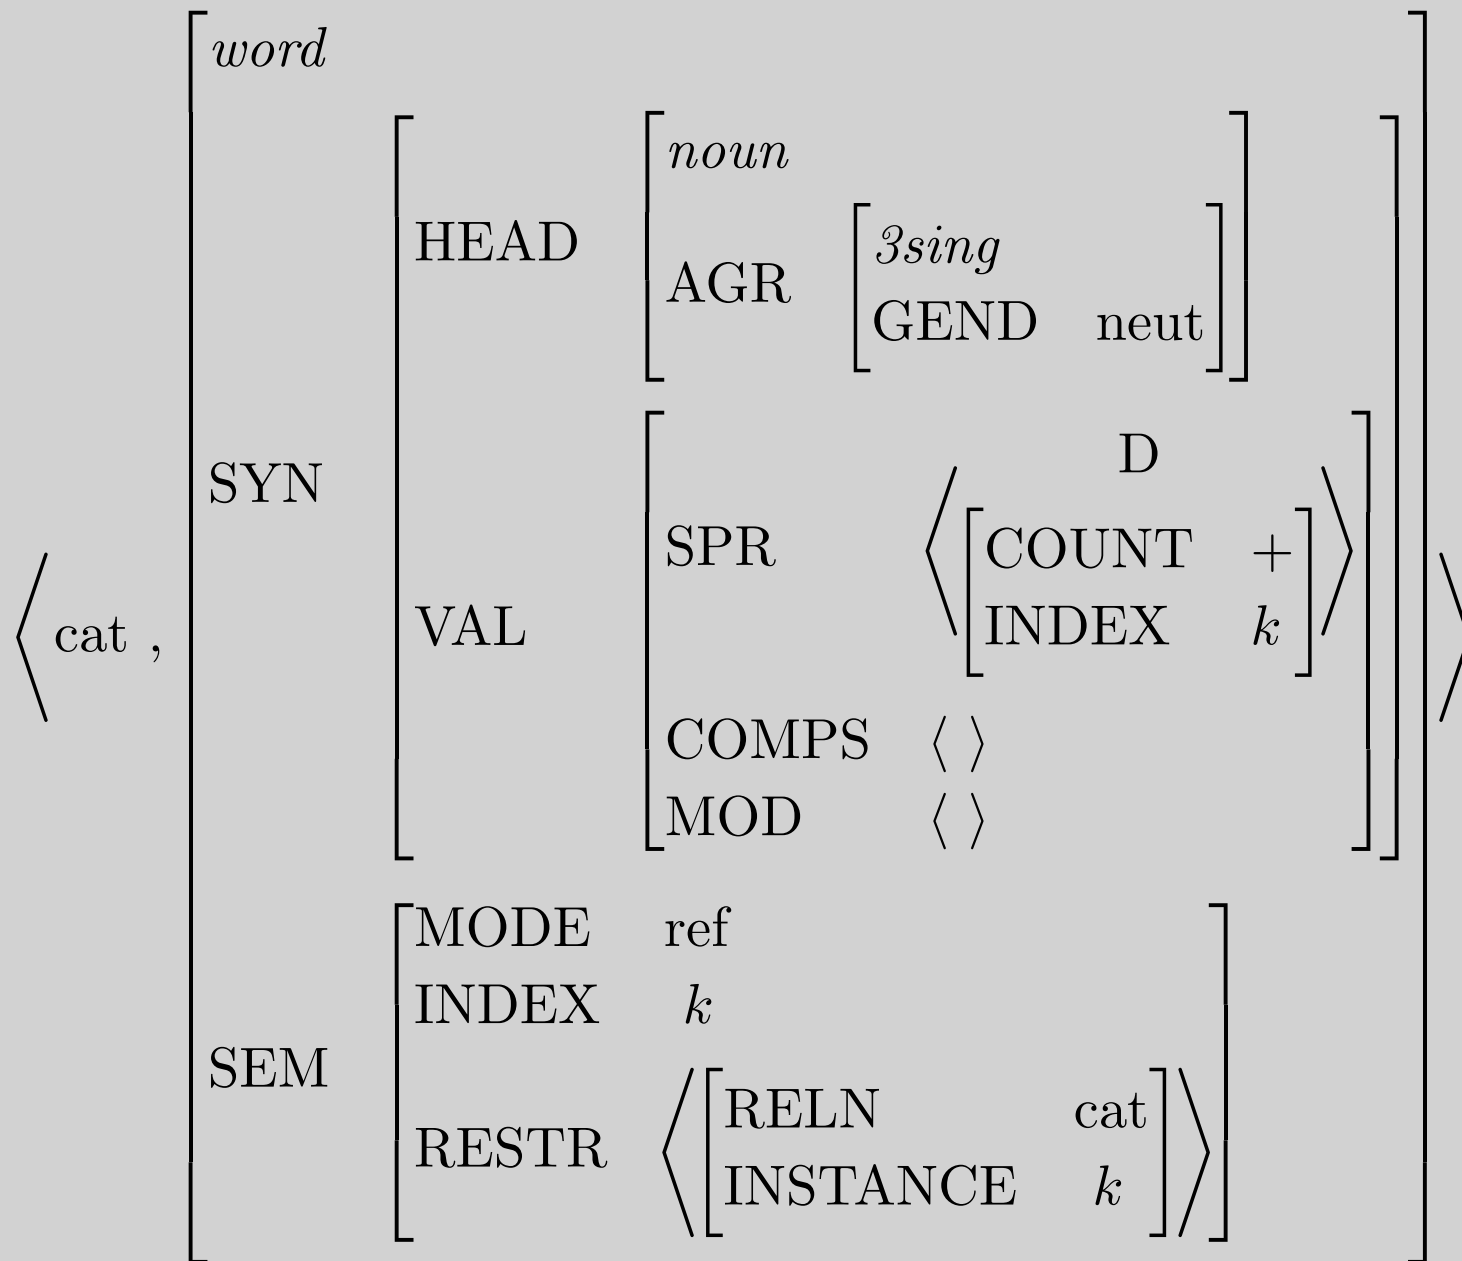 word
noun
HEAD
3sing
AGR
GEND neut
D
SYN
SPR ⟨ [ COUNT +
INDEX k ] ⟩
VAL
⟨ cat ,
COMPS ⟨ ⟩
MOD ⟨ ⟩
MODE ref
INDEX k
SEM
RESTR ⟨ [ RELN cat
INSTANCE k ] ⟩